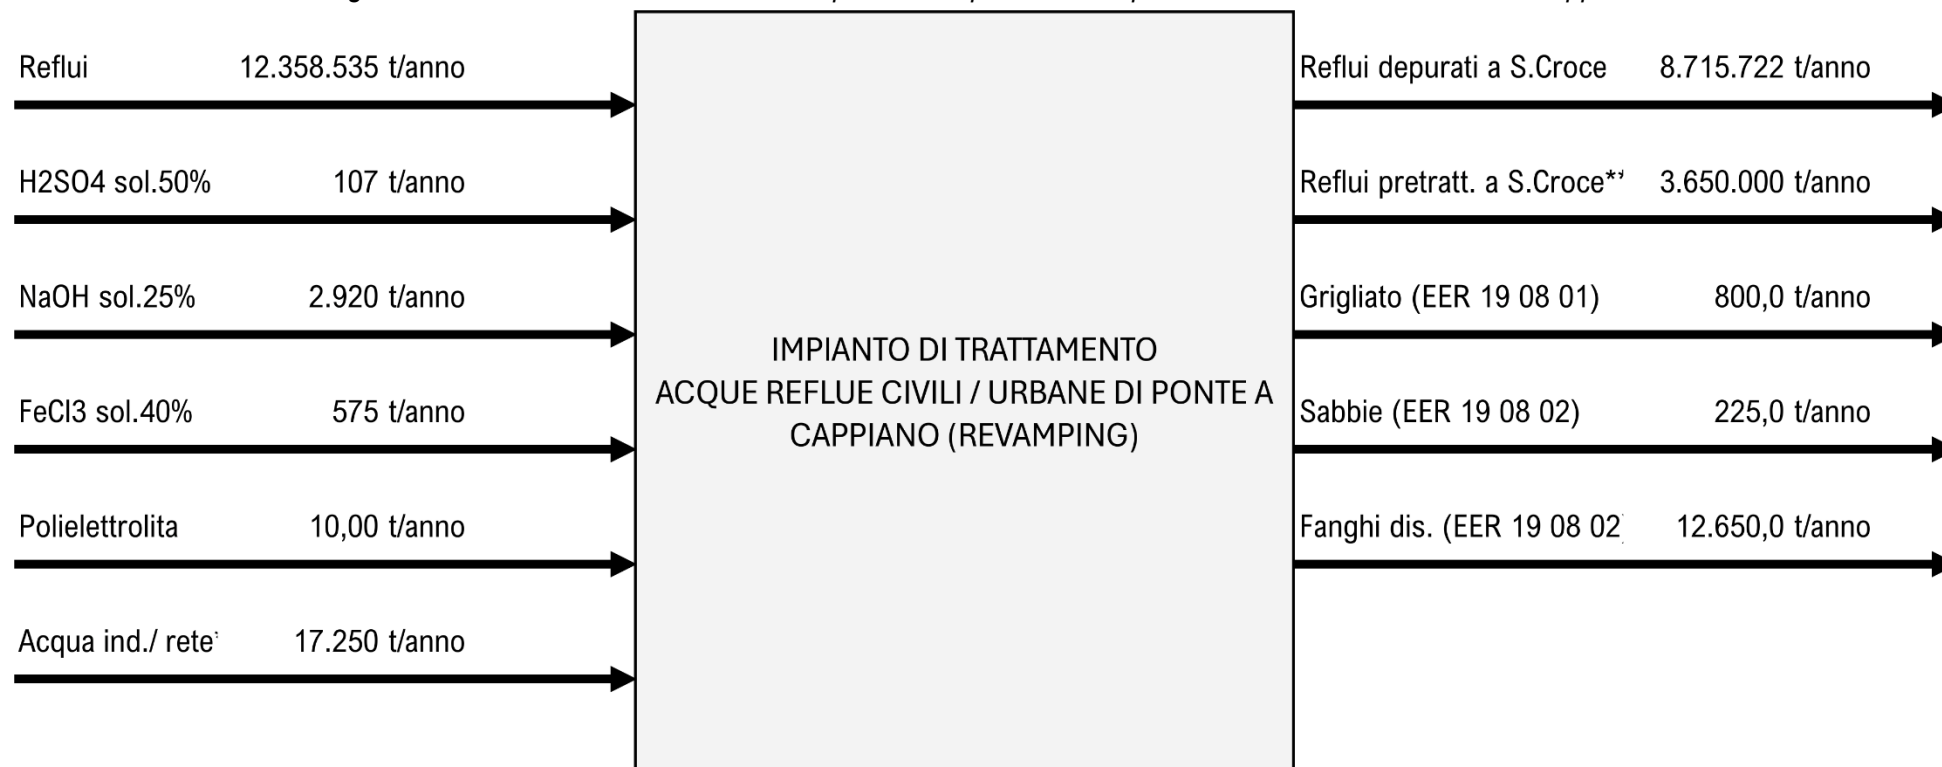 Reflui 12.358.535 t/anno
H2SO4 sol.50% 107 t/anno
NaOH sol.25% 2.920 t/anno
FeCl3 sol.40% 575 t/anno
Polielettrolita 10,00 t/anno
Acqua ind./ rete 17.250 t/anno
IMPIANTO DI TRATTAMENTO
ACQUE REFLUE CIVILI / URBANE DI PONTE A
CAPPIANO (REVAMPING)
Reflui depurati a S.Croce 8.715.722 t/anno
Reflui pretratt. a S.Croce** 3.650.000 t/anno
Grigliato (EER 19 08 01) 800,0 t/anno
Sabbie (EER 19 08 02) 225,0 t/anno
Fanghi dis. (EER 19 08 02 12.650,0 t/anno